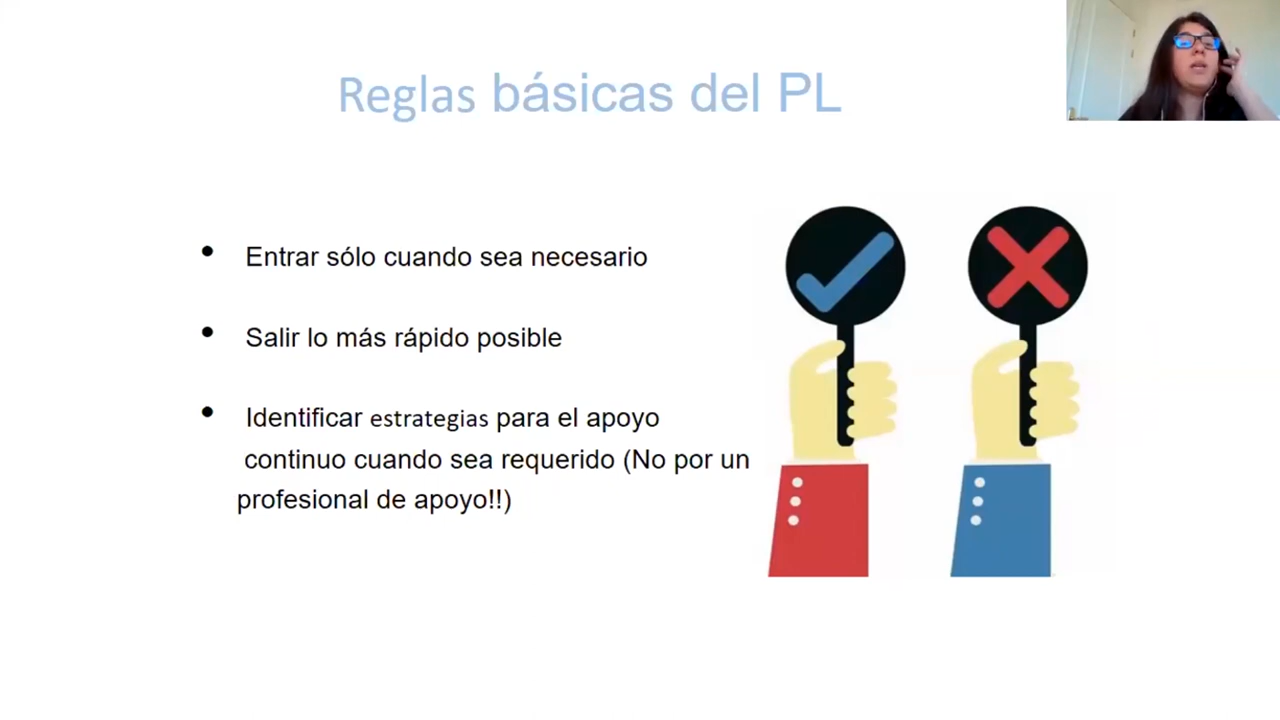 Reglas básicas del PL
Entrar sólo cuando sea necesario
Salir lo más rápido posible
Identificar estrategias para el apoyo
continuo cuando sea requerido (No por un
profesional de apoyo!!)